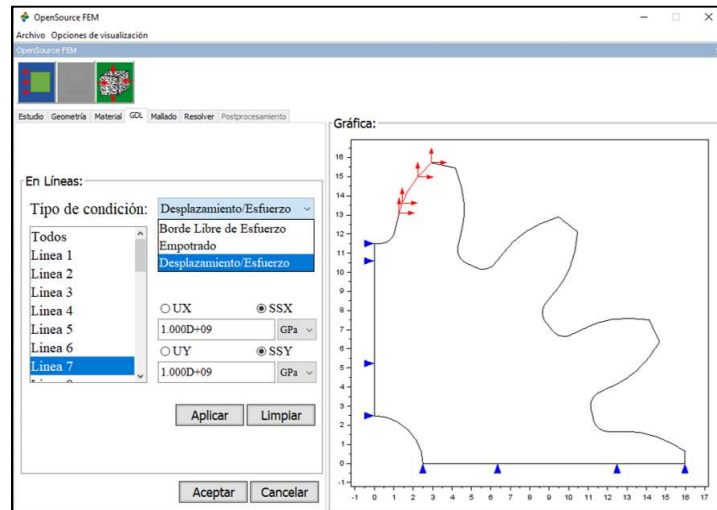 OpenSource FEM
Archivo Opciones de visualización
OpenSource FEM
Estudio Geometría Material GDL Mallado Resolver Postprocesamiento
En Líneas:
Tipo de condición: Desplazamiento/Esfuerzo
Borde Libre de Esfuerzo
Empotrado
Desplazamiento/Esfuerzo
Todos
Linea 1
Linea 2
Linea 3
Linea 4
Linea 5
Linea 6
Linea 7
UX SSX
1.000D+09 GPa
UY SSY
1.000D+09 GPa
Aplicar Limpiar
Aceptar Cancelar
Gráfica:
16
15
14
13
12
11
10
9
8
7
6
5
4
3
2
1
0
-1
-1 0 1 2 3 4 5 6 7 8 9 10 11 12 13 14 15 16 17